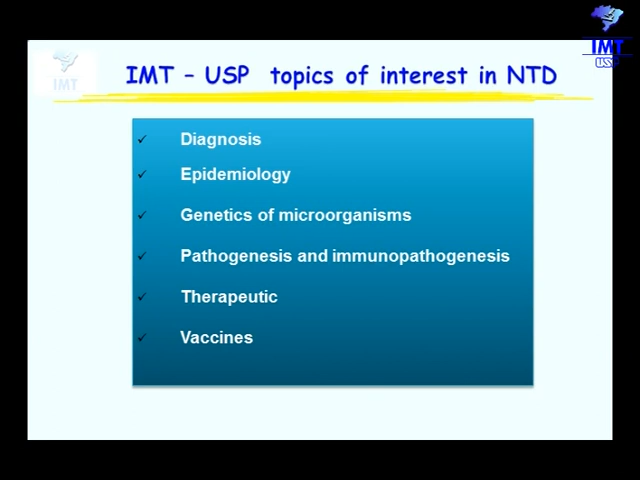 IMT
USP
IMT
IMT – USP topics of interest in NTD
Diagnosis
Epidemiology
Genetics of microorganisms
Pathogenesis and immunopathogenesis
Therapeutic
Vaccines